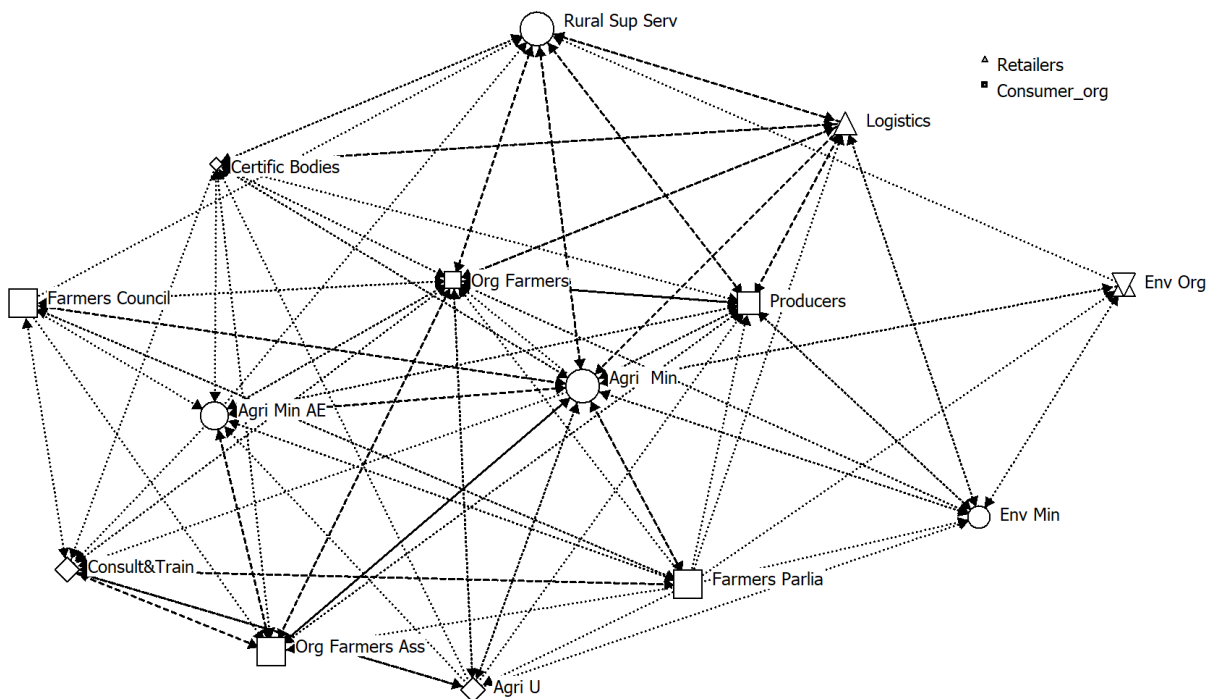 Rural Sup Serv
Retailers
Consumer_org
Logistics
Certific Bodies
Org Farmers
Env Org
Farmers Council
Producers
Agri Min
Agri Min AE
Env Min
Consult&Train
Farmers Parlia
Org Farmers Ass
Agri U